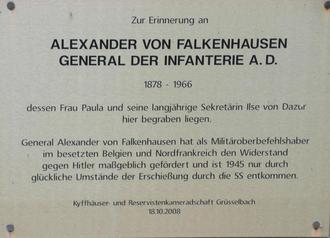 Zur Erinnerung an
ALEXANDER VON FALKENHAUSEN
GENERAL DER INFANTERIE A. D.
1878 - 1966
dessen Frau Paula und seine langjährige Sekretärin Ilse von Dazur
hier begraben liegen.
General Alexander von Falkenhausen hat als Militäroberbefehlshaber
im besetzten Belgien und Nordfrankreich den Widerstand
gegen Hitler maßgeblich gefördert und ist 1945 nur durch
glückliche Umstände der Erschießung durch die SS entkommen.
Kyffhäuser- und Reservistenkameradschaft Grüsselbach
18.10.2008